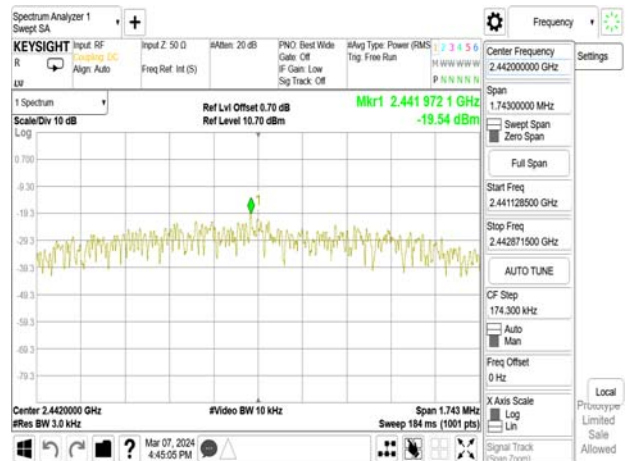 Spectrum Analyzer 1
Swept SA
+
Frequency
KEYSIGHT
R
Input: RF
Coupling: DC
Align: Auto
Input Z: 50 Ω
Freq Ref: Int (S)
#Atten: 20 dB
PNO: Best Wide
Gate: Off
IF Gain: Low
Sig Track: Off
#Avg Type: Power (RMS
Trig: Free Run
1 2 3 4 5 6
M W W W W W
P N N N N N
Center Frequency
2.442000000 GHz
Settings
Span
1.74300000 MHz
Swept Span
Zero Span
Full Span
Start Freq
2.441128500 GHz
Stop Freq
2.442871500 GHz
AUTO TUNE
CF Step
174.300 kHz
Auto
Man
Freq Offset
0 Hz
X Axis Scale
Log
Lin
Local
Prototype
Limited
Sale
Allowed
Signal Track
(Span Zoom)
1 Spectrum
Scale/Div 10 dB
Log
Ref Lvl Offset 0.70 dB
Ref Level 10.70 dBm
Mkr1 2.441 972 1 GHz
-19.54 dBm
0.700
-9.30
-19.3
-29.3
-39.3
-49.3
-59.3
-69.3
-79.3
1
Center 2.4420000 GHz
#Res BW 3.0 kHz
#Video BW 10 kHz
Span 1.743 MHz
Sweep 184 ms (1001 pts)
?
Mar 07, 2024
4:45:05 PM